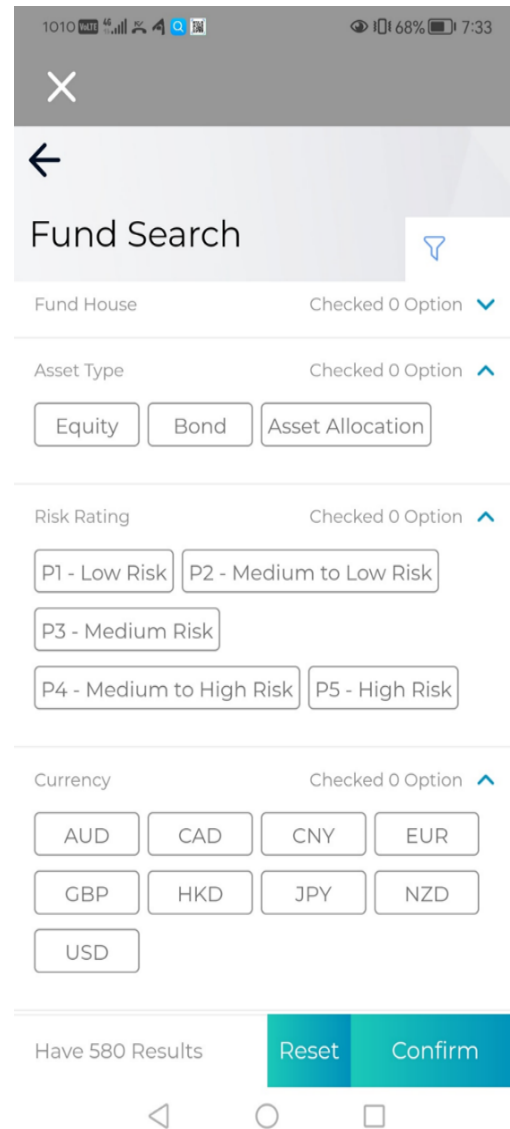 1010 VoLTE 4G 68% 7:33
Fund Search
Fund House Checked 0 Option
Asset Type Checked 0 Option
Equity Bond Asset Allocation
Risk Rating Checked 0 Option
P1 - Low Risk P2 - Medium to Low Risk
P3 - Medium Risk
P4 - Medium to High Risk P5 - High Risk
Currency Checked 0 Option
AUD CAD CNY EUR
GBP HKD JPY NZD
USD
Have 580 Results Reset Confirm